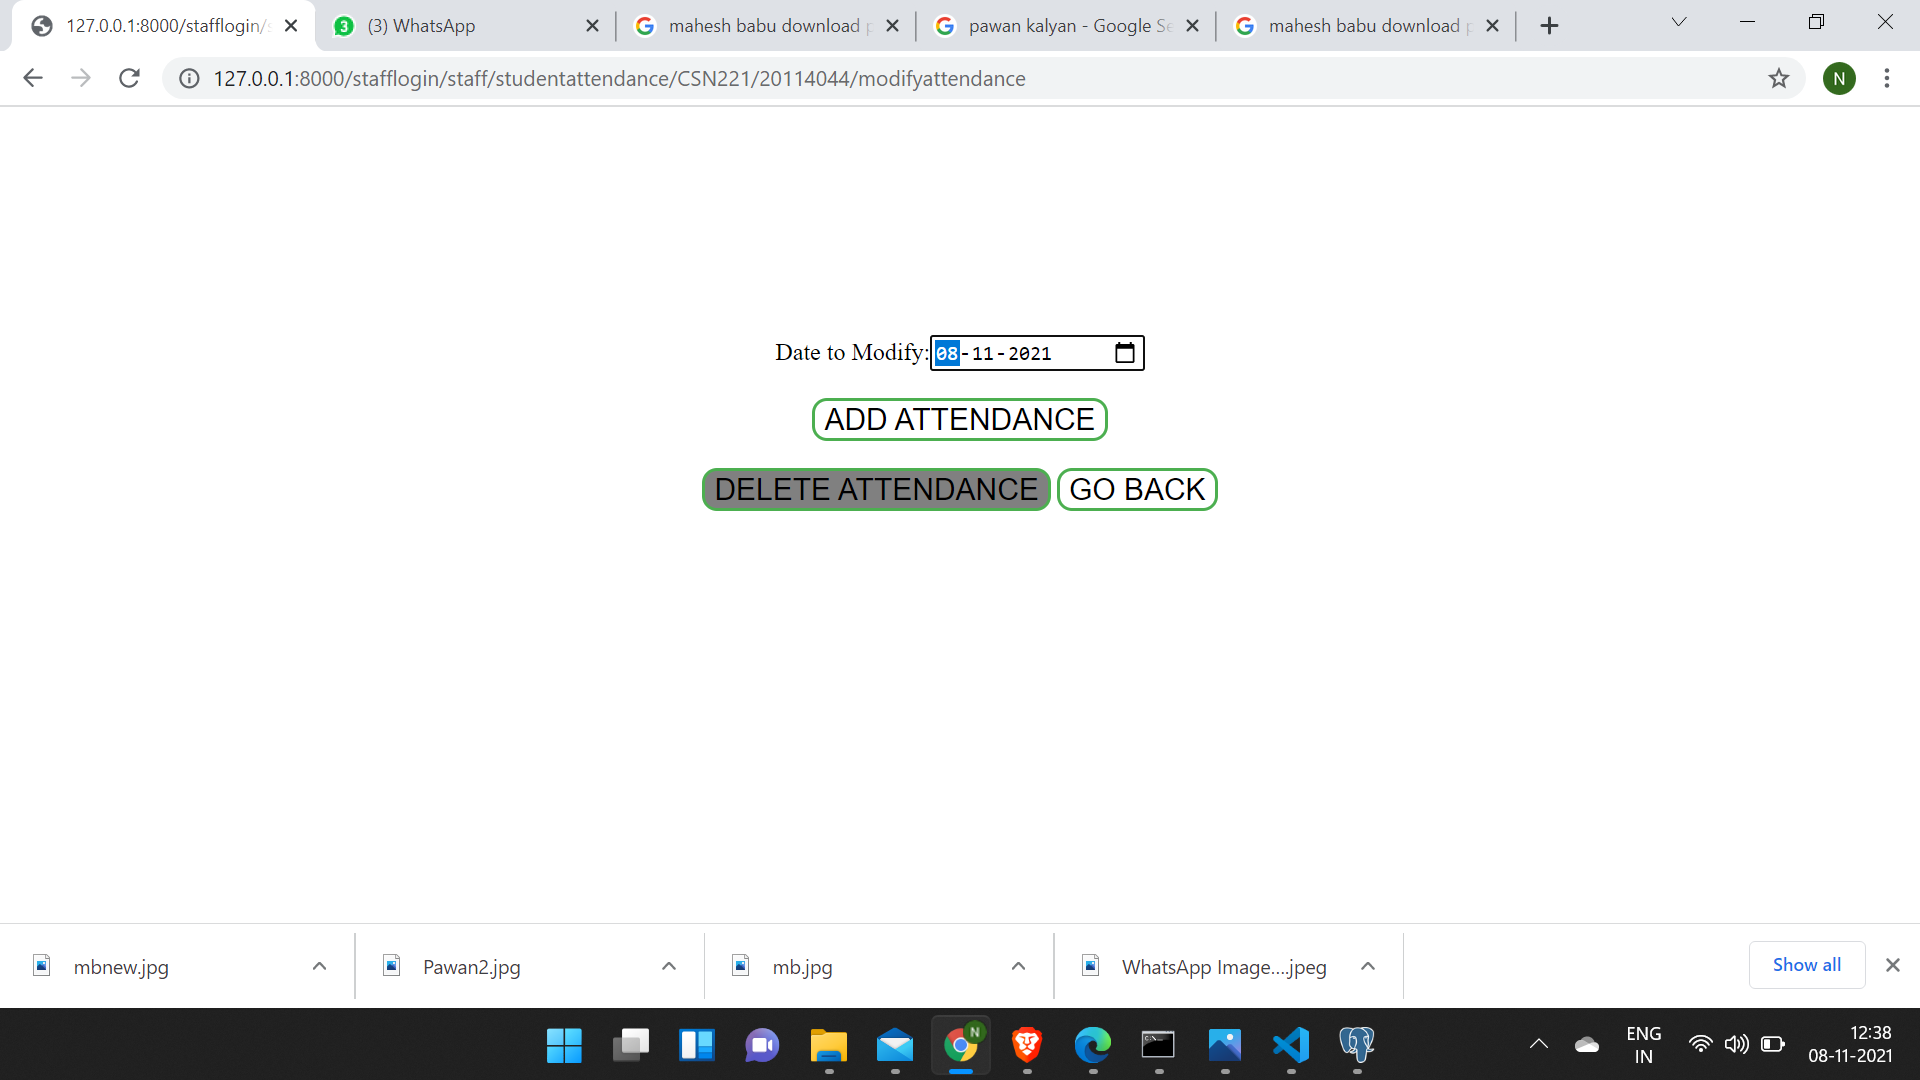 127.0.0.1:8000/stafflogin/
3 (3) WhatsApp
mahesh babu download
pawan kalyan - Google Se
mahesh babu download
127.0.0.1:8000/stafflogin/staff/studentattendance/CSN221/20114044/modifyattendance
N
Date to Modify: 08-11-2021
ADD ATTENDANCE
DELETE ATTENDANCE GO BACK
mbnew.jpg
Pawan2.jpg
mb.jpg
WhatsApp Image....jpeg
Show all
N
ENG
IN
12:38
08-11-2021